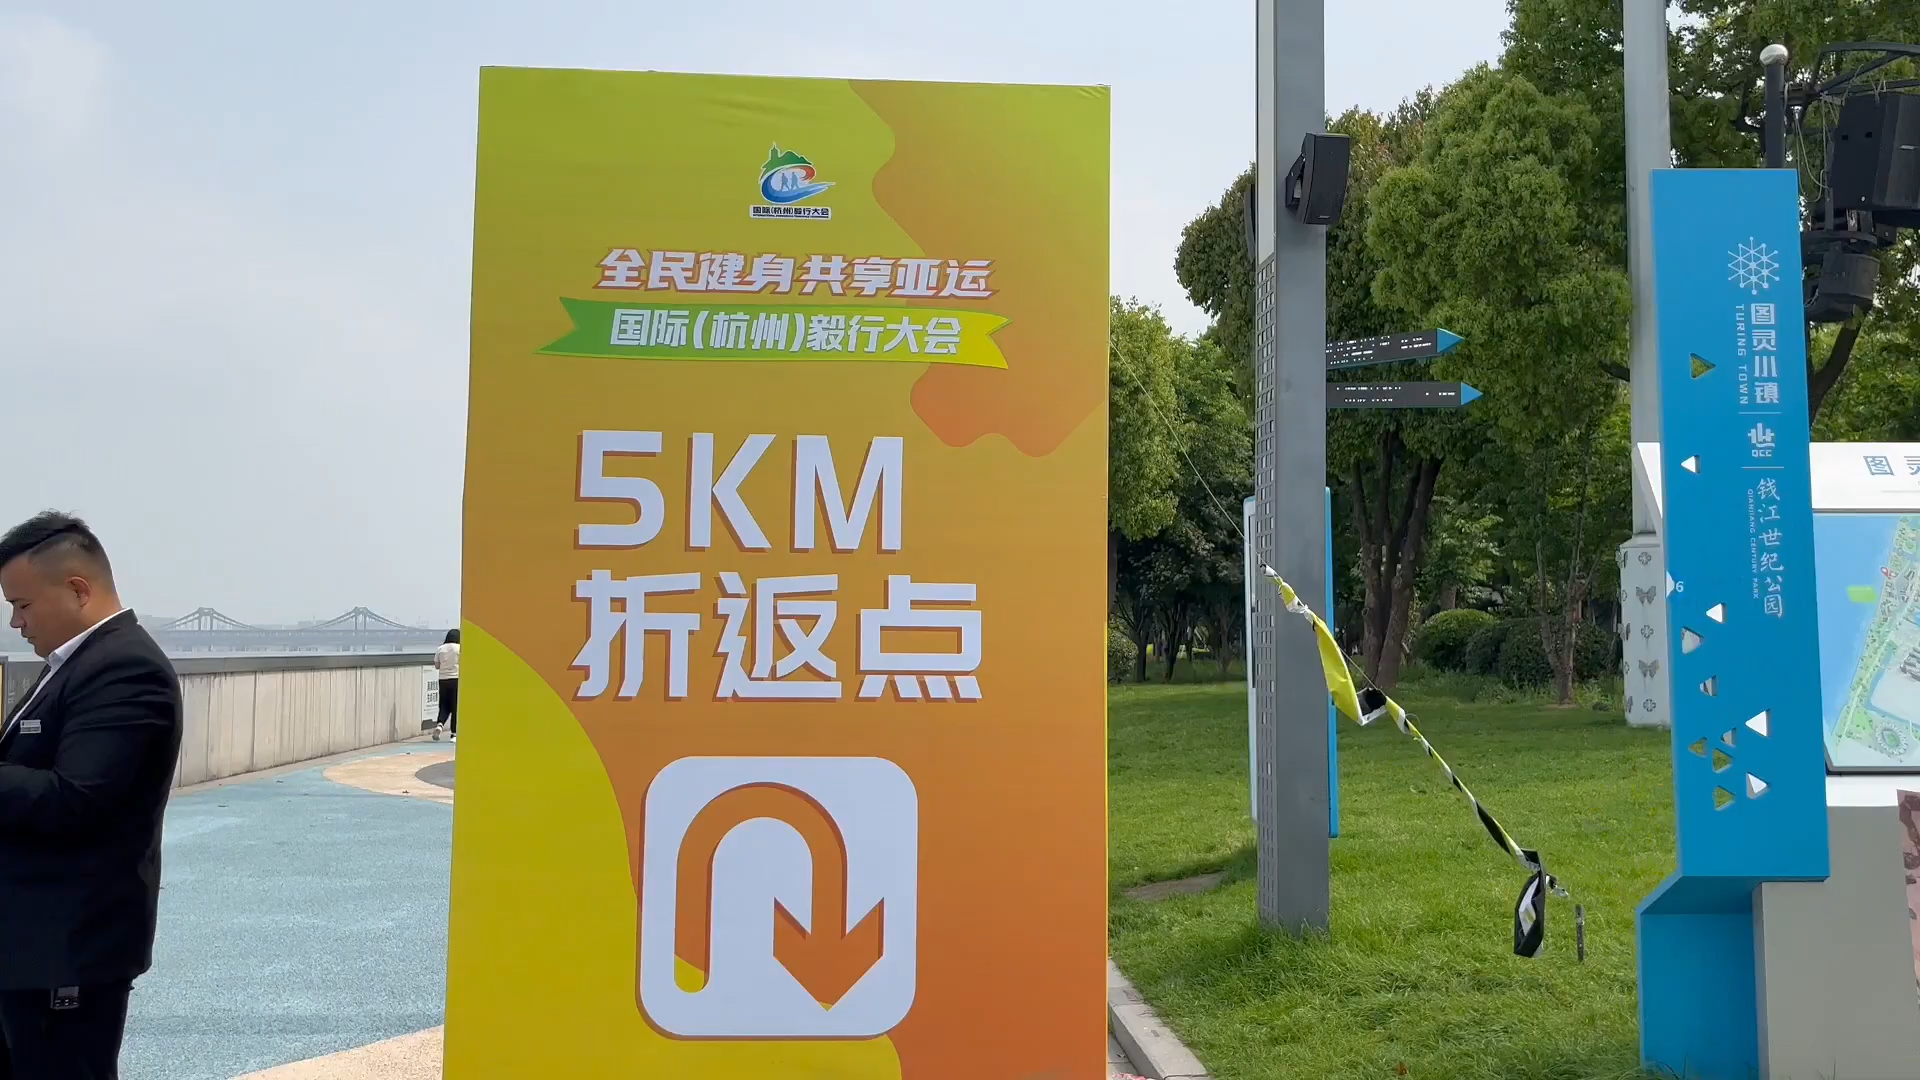 国际(杭州)毅行大会
全民健身 共享亚运
国际(杭州)毅行大会
5KM
折返点
图灵小镇
TURING TOWN
QCC
钱江世纪公园
QIANJIANG CENTURY PARK
图灵